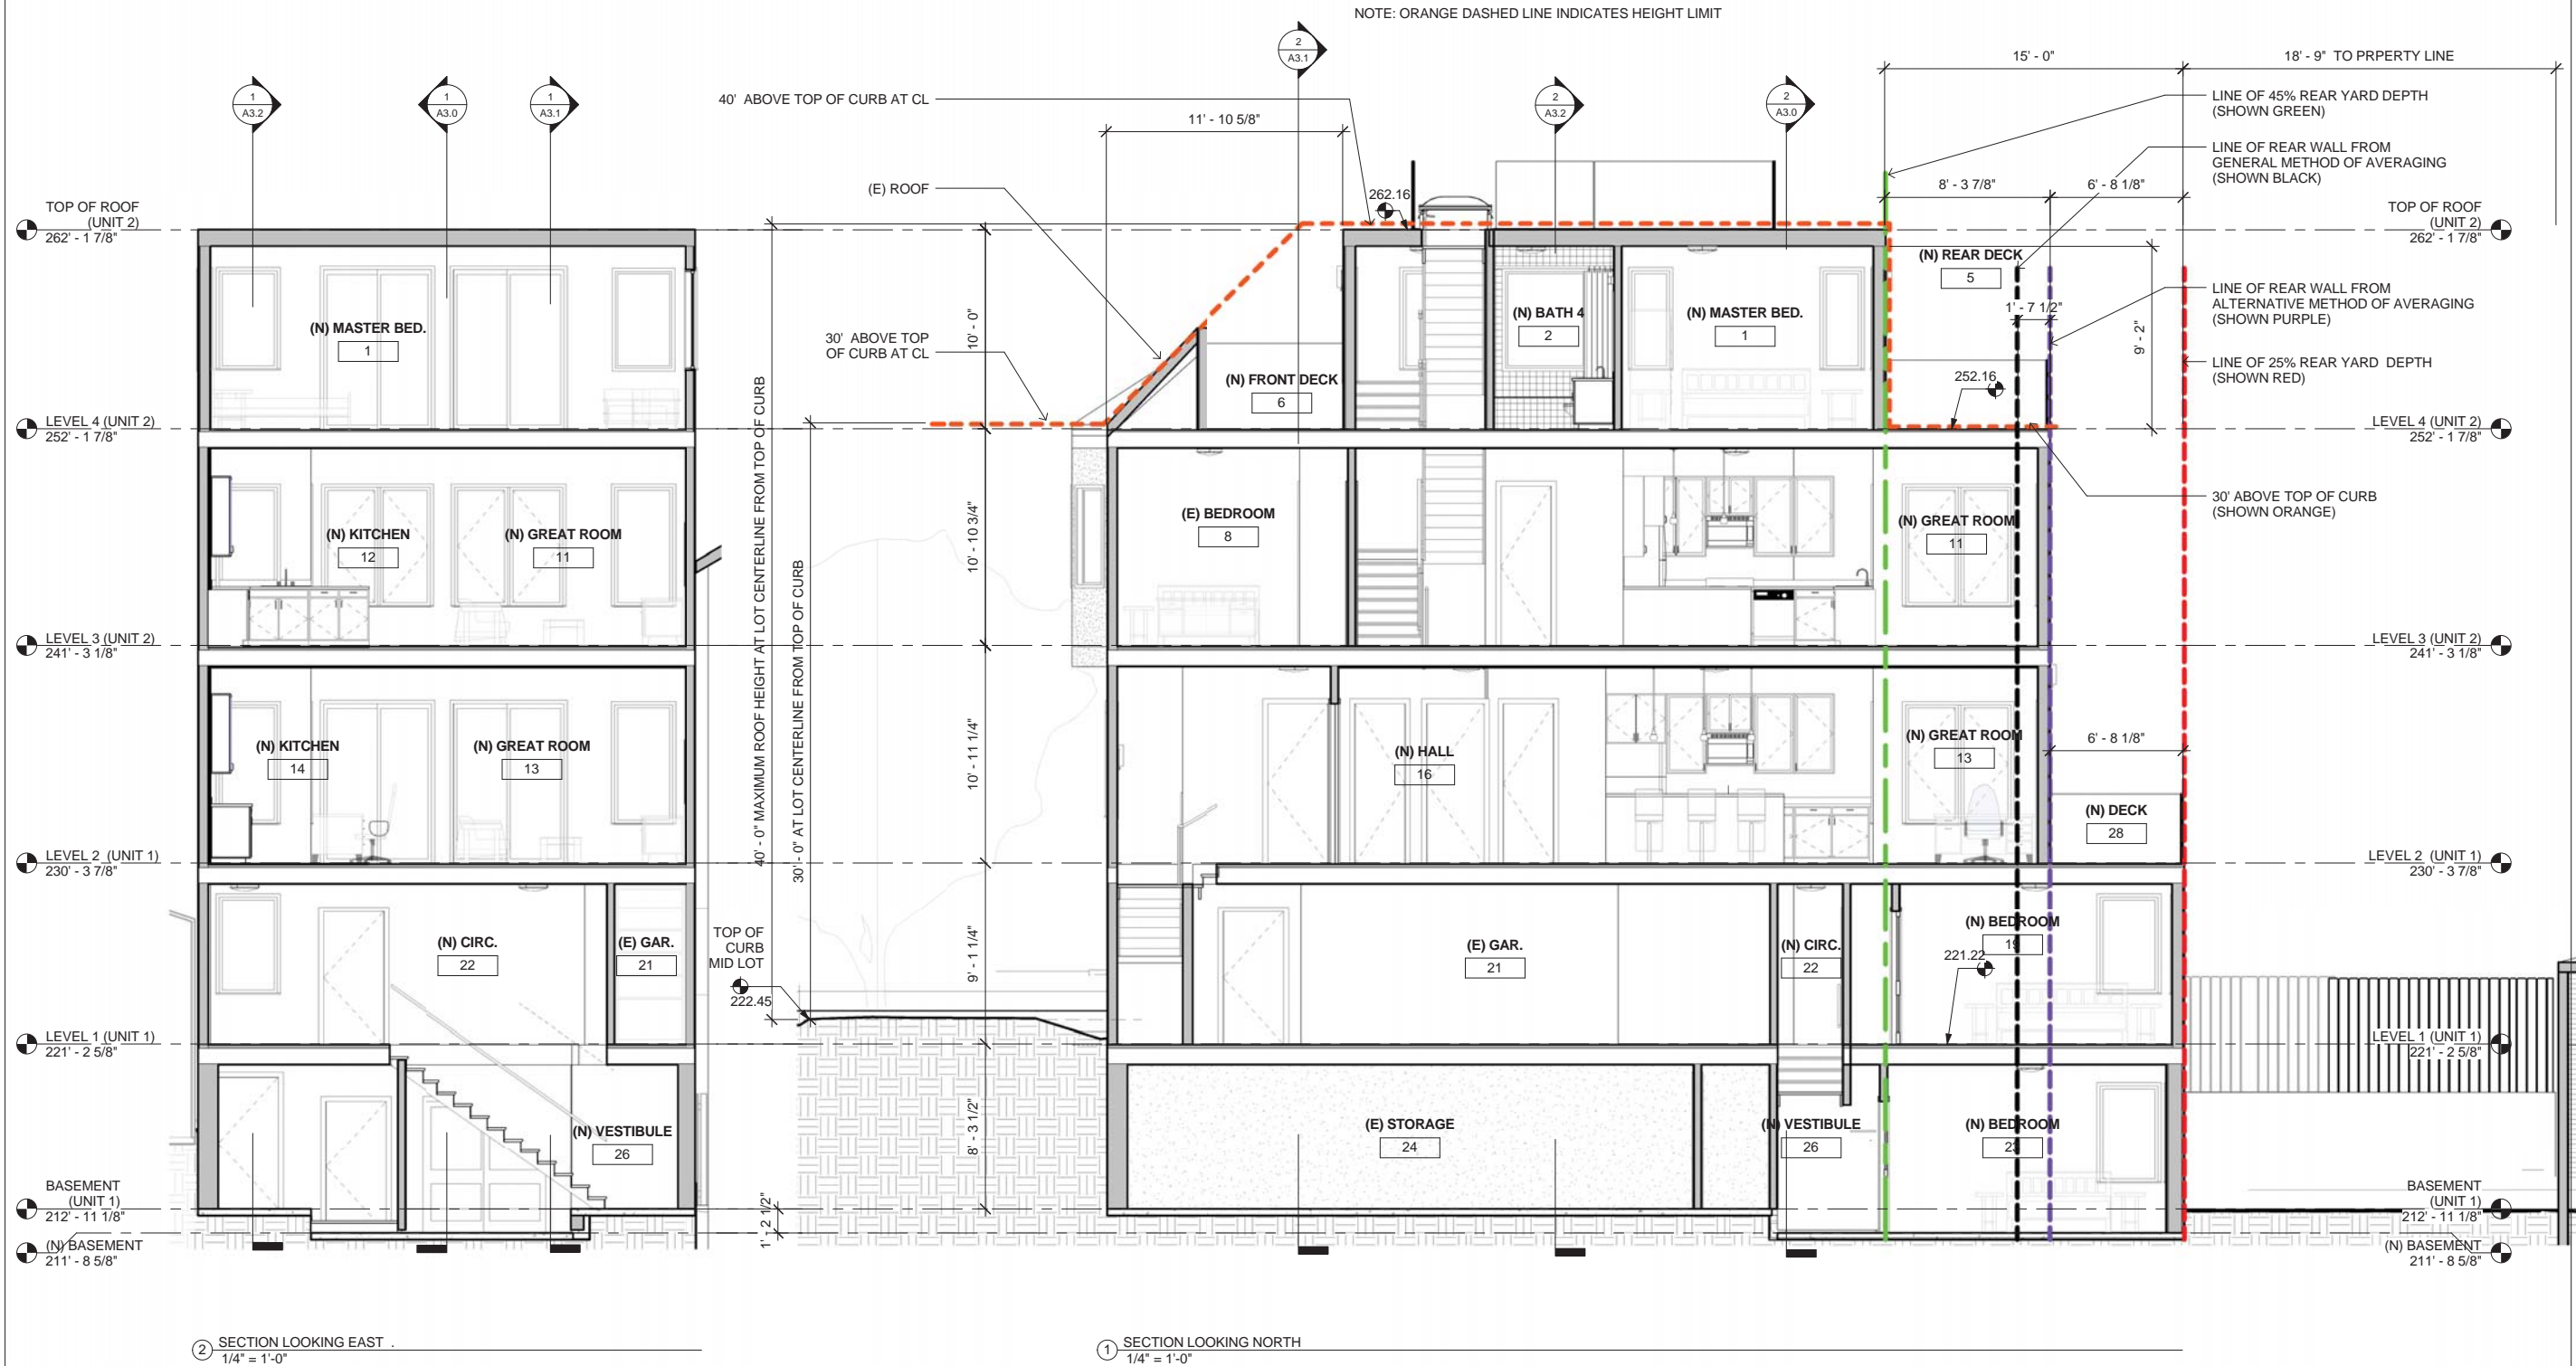 NOTE: ORANGE DASHED LINE INDICATES HEIGHT LIMIT
1
A3.2
1
A3.0
1
A3.1
TOP OF ROOF
(UNIT 2)
262' - 1 7/8"
(N) MASTER BED.
1
LEVEL 4 (UNIT 2)
252' - 1 7/8"
(N) KITCHEN
12
(N) GREAT ROOM
11
LEVEL 3 (UNIT 2)
241' - 3 1/8"
(N) KITCHEN
14
(N) GREAT ROOM
13
LEVEL 2 (UNIT 1)
230' - 3 7/8"
(N) CIRC.
22
(E) GAR.
21
LEVEL 1 (UNIT 1)
221' - 2 5/8"
(N) VESTIBULE
26
BASEMENT
(UNIT 1)
212' - 11 1/8"
(N) BASEMENT
211' - 8 5/8"
2
SECTION LOOKING EAST .
1/4" = 1'-0"
2
A3.1
2
A3.2
2
A3.0
40' ABOVE TOP OF CURB AT CL
11' - 10 5/8"
(E) ROOF
30' ABOVE TOP
OF CURB AT CL
40' - 0" MAXIMUM ROOF HEIGHT AT LOT CENTERLINE FROM TOP OF CURB
30' - 0" AT LOT CENTERLINE FROM TOP OF CURB
10' - 0"
10' - 10 3/4"
10' - 11 1/4"
9' - 1 1/4"
8' - 3 1/2"
1' - 2 1/2"
TOP OF
CURB
MID LOT
222.45
262.16
15' - 0"
18' - 9" TO PRPERTY LINE
LINE OF 45% REAR YARD DEPTH
(SHOWN GREEN)
LINE OF REAR WALL FROM
GENERAL METHOD OF AVERAGING
(SHOWN BLACK)
8' - 3 7/8"
6' - 8 1/8"
TOP OF ROOF
(UNIT 2)
262' - 1 7/8"
(N) REAR DECK
5
1' - 7 1/2"
9' - 2"
LINE OF REAR WALL FROM
ALTERNATIVE METHOD OF AVERAGING
(SHOWN PURPLE)
LINE OF 25% REAR YARD DEPTH
(SHOWN RED)
(N) FRONT DECK
6
(N) BATH 4
2
(N) MASTER BED.
1
252.16
LEVEL 4 (UNIT 2)
252' - 1 7/8"
30' ABOVE TOP OF CURB
(SHOWN ORANGE)
(E) BEDROOM
8
(N) GREAT ROOM
11
LEVEL 3 (UNIT 2)
241' - 3 1/8"
(N) HALL
16
(N) GREAT ROOM
13
6' - 8 1/8"
(N) DECK
28
LEVEL 2 (UNIT 1)
230' - 3 7/8"
(E) GAR.
21
(N) CIRC.
22
(N) BEDROOM
19
221.22
LEVEL 1 (UNIT 1)
221' - 2 5/8"
(E) STORAGE
24
(N) VESTIBULE
26
(N) BEDROOM
23
BASEMENT
(UNIT 1)
212' - 11 1/8"
(N) BASEMENT
211' - 8 5/8"
1
SECTION LOOKING NORTH
1/4" = 1'-0"